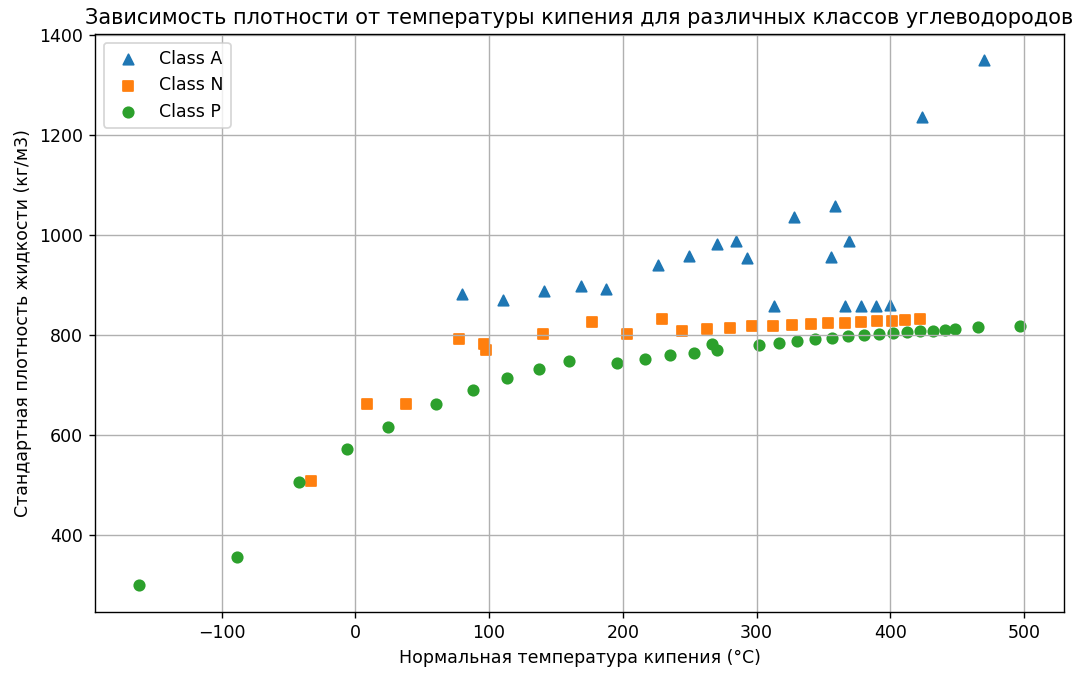 Зависимость плотности от температуры кипения для различных классов углеводородов
Class A
Class N
Class P
Стандартная плотность жидкости (кг/м3)
1400
1200
1000
800
600
400
−100
0
100
200
300
400
500
Нормальная температура кипения (°C)